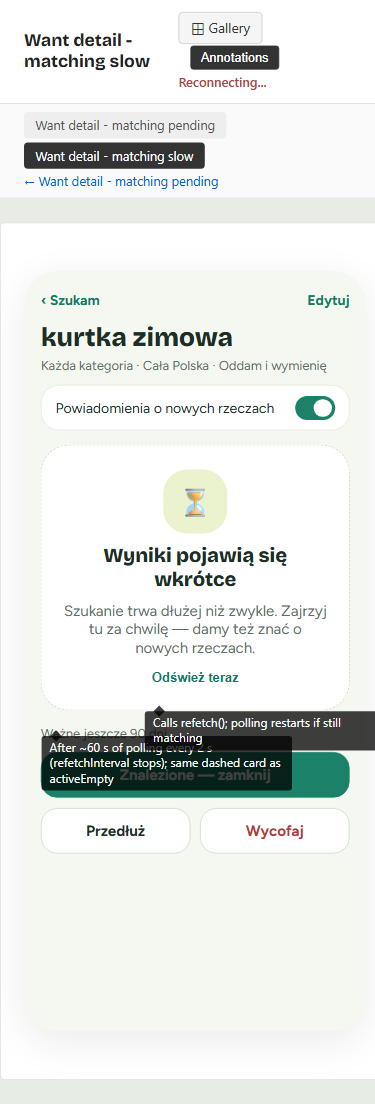 Want detail -
matching slow
Gallery
Annotations
Reconnecting...
Want detail - matching pending
Want detail - matching slow
← Want detail - matching pending
‹ Szukam
Edytuj
kurtka zimowa
Każda kategoria · Cała Polska · Oddam i wymienię
Powiadomienia o nowych rzeczach
Wyniki pojawią się
wkrótce
Szukanie trwa dłużej niż zwykle. Zajrzyj
tu za chwilę — damy też znać o
nowych rzeczach.
Odśwież teraz
Calls refetch(); polling restarts if still
matching
Ważne jeszcze 90 dni
After ~60 s of polling every 2 s
(refetchInterval stops); same dashed card as
activeEmpty
Znalezione — zamknij
Przedłuż
Wycofaj